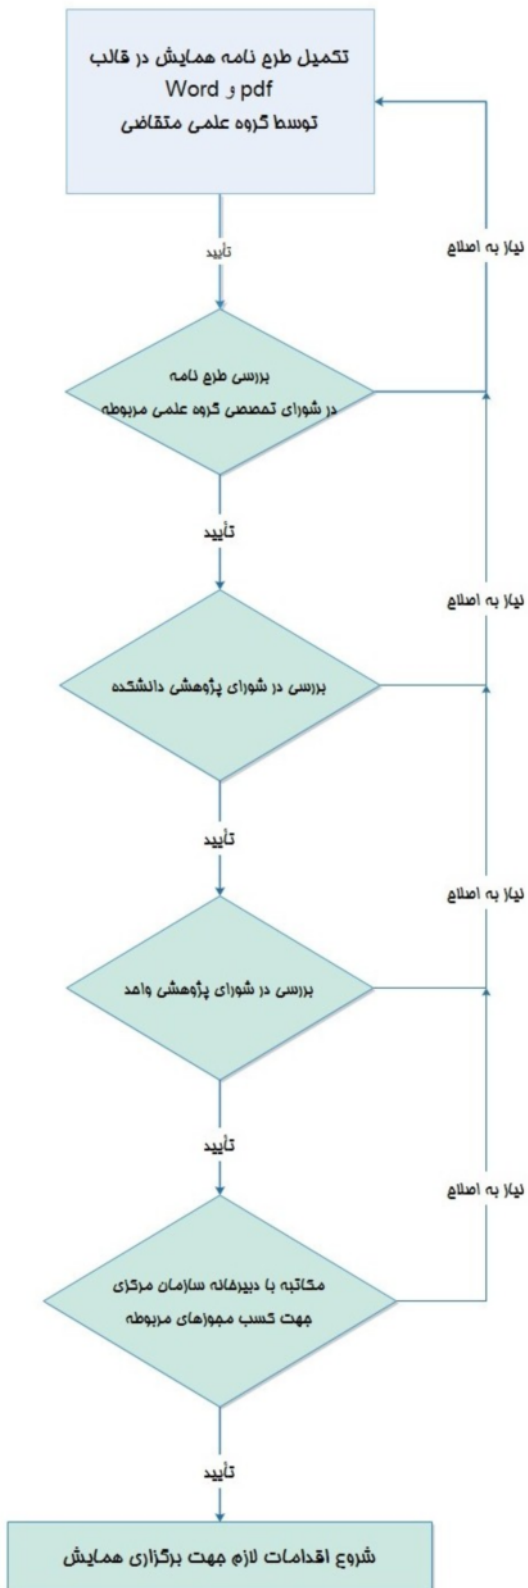 تکمیل طرح نامه همایش در قالب
Word و pdf
توسط گروه علمی متقاضی
تأیید
نیاز به اصلاح
بررسی طرح نامه
در شورای تخصصی گروه علمی مربوطه
تأیید
نیاز به اصلاح
بررسی در شورای پژوهشی دانشکده
تأیید
نیاز به اصلاح
بررسی در شورای پژوهشی واحد
تأیید
نیاز به اصلاح
مکاتبه با دبیرخانه سازمان مرکزی
جهت کسب مجوزهای مربوطه
تأیید
شروع اقدامات لازم جهت برگزاری همایش